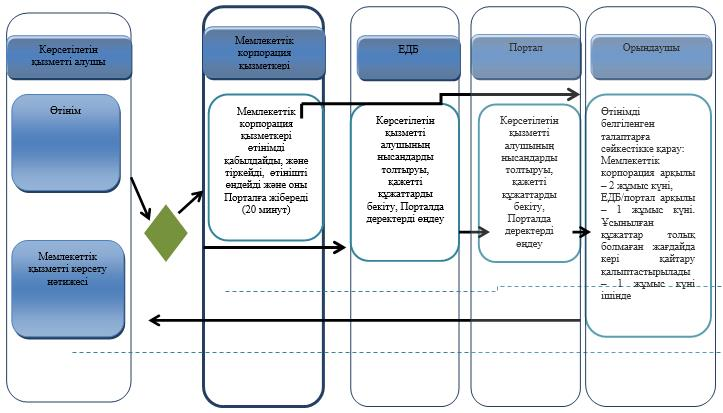 Көрсетілетін
қызметті алушы
Өтінім
Мемлекеттік
қызметті көрсету
нәтижесі
Мемлекеттік
корпорация
қызметкері
Мемлекеттік
корпорация
қызметкері
өтінімді
қабылдайды, және
тіркейді, өтінішті
өңдейді және оны
Порталға жібереді
(20 минут)
ЕДБ
Көрсетілетін
қызметті
алушының
нысандарды
толтыруы,
қажетті
құжаттарды
бекіту, Порталда
деректерді өңдеу
Портал
Көрсетілетін
қызметті
алушының
нысандарды
толтыруы,
қажетті
құжаттарды
бекіту,
Порталда
деректерді
өңдеу
Орындаушы
Өтінімді
белгіленген
талаптарға
сәйкестікке қарау:
Мемлекеттік
корпорация арқылы
– 2 жұмыс күні,
ЕДБ/портал арқылы
– 1 жұмыс күні.
Ұсынылған
құжаттар толық
болмаған жағдайда
кері қайтару
қалыптастырылады
– 1 жұмыс күні
ішінде